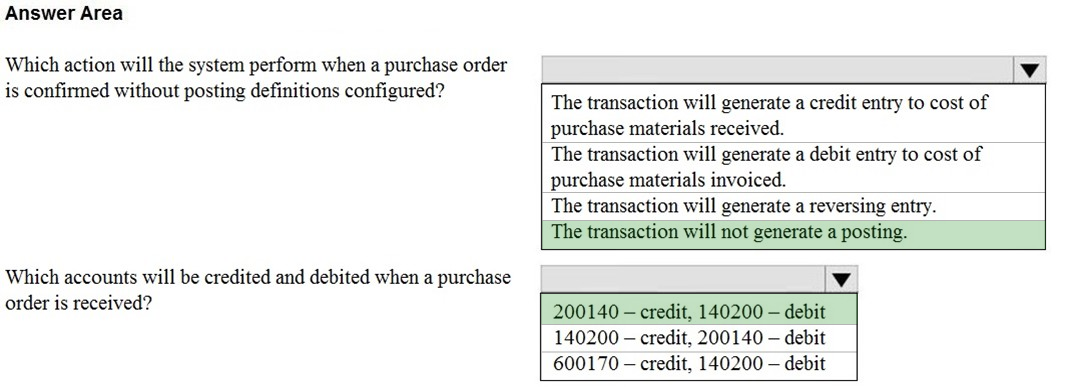 Answer Area
Which action will the system perform when a purchase order
is confirmed without posting definitions configured?
The transaction will generate a credit entry to cost of
purchase materials received.
The transaction will generate a debit entry to cost of
purchase materials invoiced.
The transaction will generate a reversing entry.
The transaction will not generate a posting.
Which accounts will be credited and debited when a purchase
order is received?
200140 – credit, 140200 – debit
140200 – credit, 200140 – debit
600170 – credit, 140200 – debit